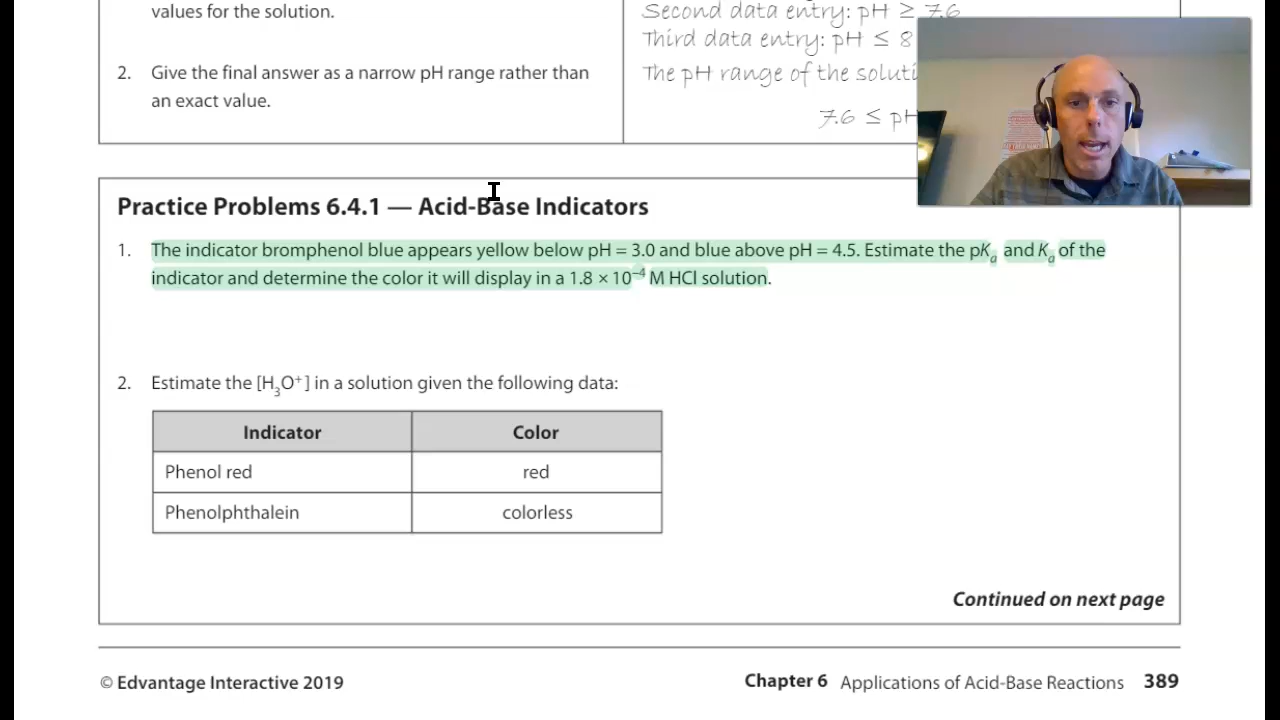 values for the solution.
Second data entry: pH ≥ 7.6
Third data entry: pH ≤ 8
2. Give the final answer as a narrow pH range rather than
an exact value.
The pH range of the soluti
7.6 ≤ pH
Practice Problems 6.4.1 — Acid-Base Indicators
1. The indicator bromphenol blue appears yellow below pH = 3.0 and blue above pH = 4.5. Estimate the pKₐ and Kₐ of the
indicator and determine the color it will display in a 1.8 × 10⁻⁴ M HCl solution.
2. Estimate the [H₃O⁺] in a solution given the following data:
Indicator Color
Phenol red red
Phenolphthalein colorless
Continued on next page
© Edvantage Interactive 2019 Chapter 6 Applications of Acid-Base Reactions 389